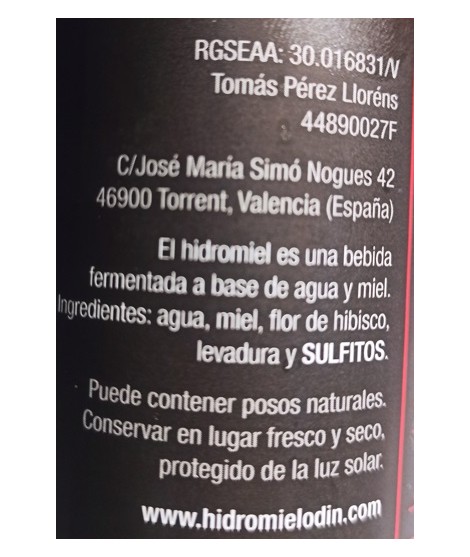 RGSEAA: 30.016831/V
Tomás Pérez Lloréns
44890027F
C/José María Simó Nogues 42
46900 Torrent, Valencia (España)
El hidromiel es una bebida
fermentada a base de agua y miel.
Ingredientes: agua, miel, flor de hibisco,
levadura y SULFITOS.
Puede contener posos naturales.
Conservar en lugar fresco y seco,
protegido de la luz solar.
www.hidromielodin.com